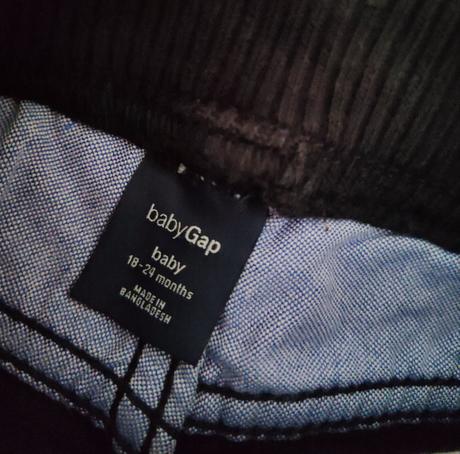 babyGap
baby
18-24 months
MADE IN
BANGLADESH